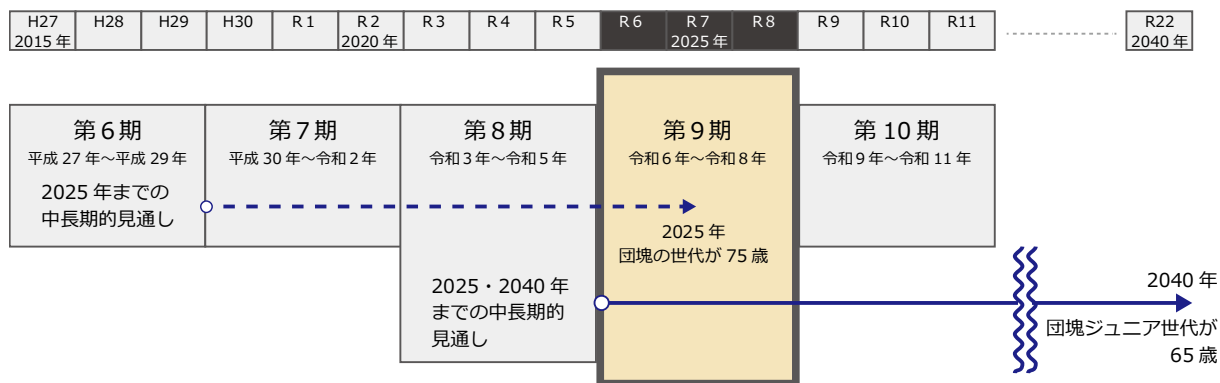 H27 H28 H29 H30 R1 R2 R3 R4 R5 R6 R7 R8 R9 R10 R11 R22
2015年 2020年 2025年 2040年
第6期
平成27年～平成29年
2025年までの
中長期的見通し
第7期
平成30年～令和2年
第8期
令和3年～令和5年
2025・2040年
までの中長期的
見通し
第9期
令和6年～令和8年
2025年
団塊の世代が75歳
第10期
令和9年～令和11年
2040年
団塊ジュニア世代が
65歳